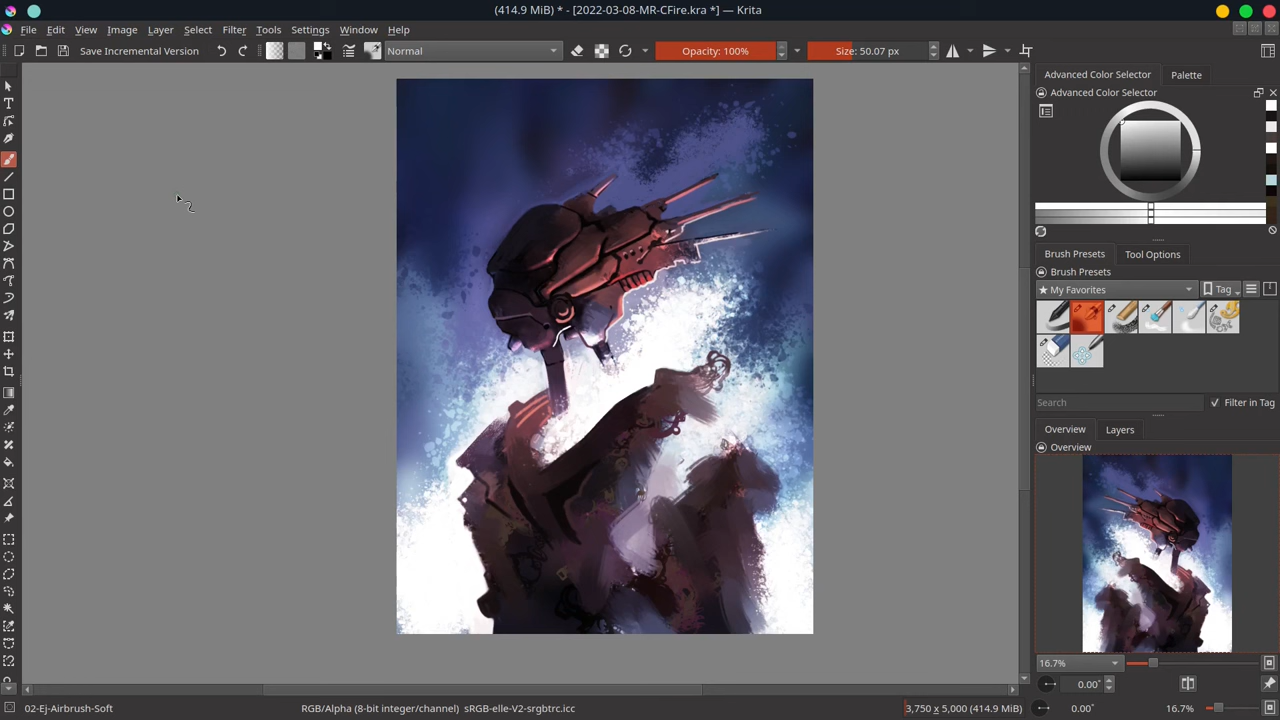 (414.9 MiB) * - [2022-03-08-MR-CFire.kra *] — Krita
File Edit View Image Layer Select Filter Tools Settings Window Help
Save Incremental Version Normal Opacity: 100% Size: 50.07 px
Advanced Color Selector Palette
Advanced Color Selector
Brush Presets Tool Options
Brush Presets
★ My Favorites Tag
Search Filter in Tag
Overview Layers
Overview
16.7%
0.00°
02-Ej-Airbrush-Soft RGB/Alpha (8-bit integer/channel) sRGB-elle-V2-srgbtrc.icc 3,750 x 5,000 (414.9 MiB) 0.00° 16.7%